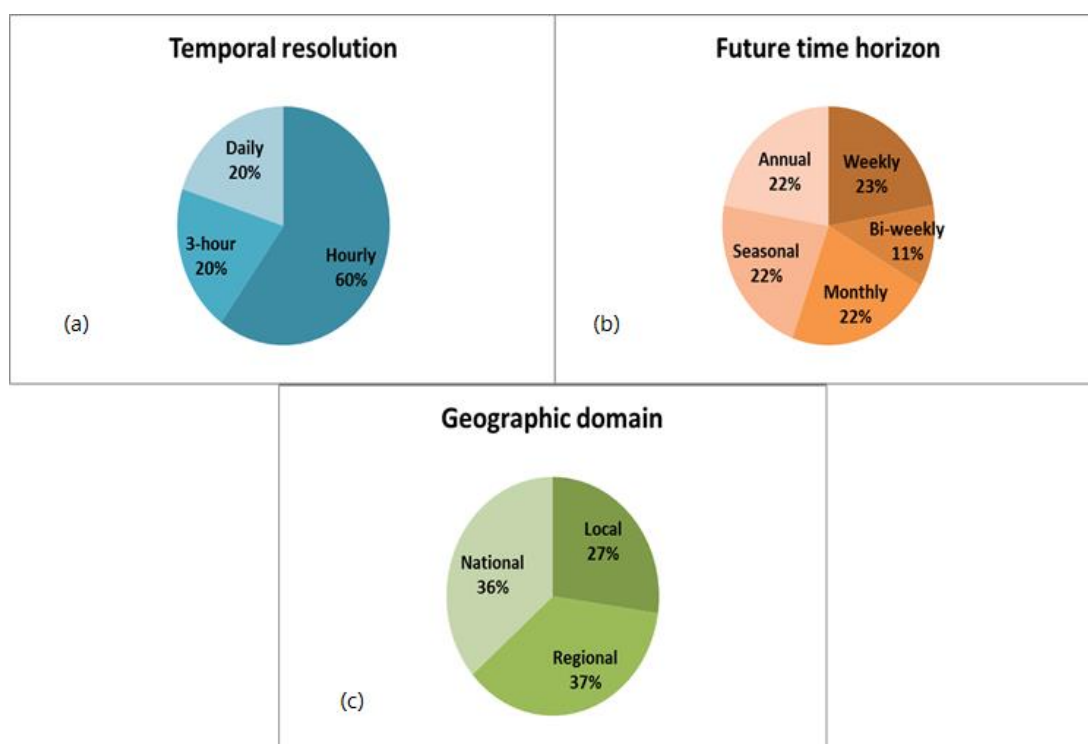 Temporal resolution
Daily
20%
3-hour
20%
Hourly
60%
(a)
Future time horizon
Annual
22%
Weekly
23%
Bi-weekly
11%
Seasonal
22%
Monthly
22%
(b)
Geographic domain
Local
27%
National
36%
Regional
37%
(c)